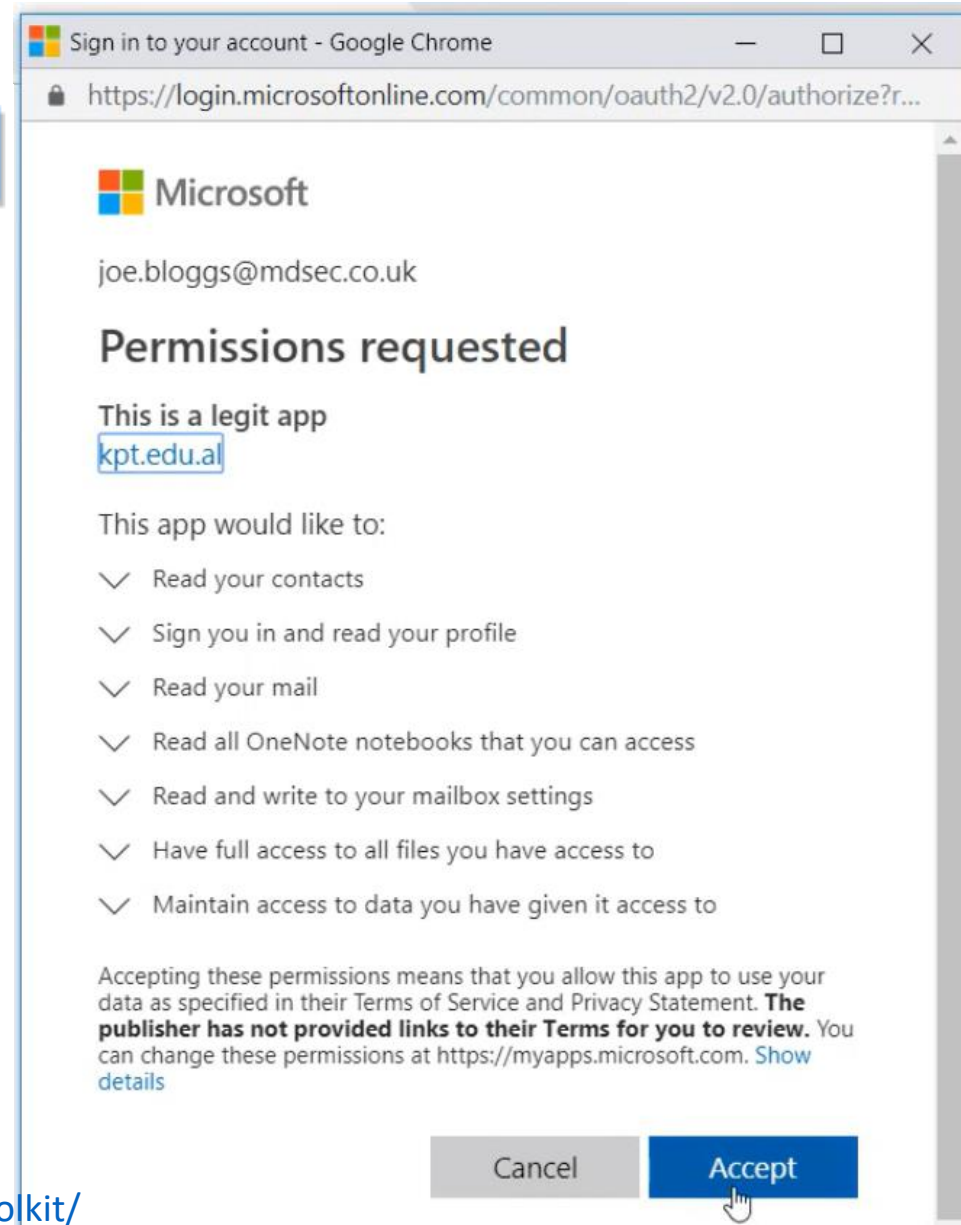 Sign in to your account - Google Chrome
https://login.microsoftonline.com/common/oauth2/v2.0/authorize?r...
Microsoft
joe.bloggs@mdsec.co.uk
Permissions requested
This is a legit app
kpt.edu.al
This app would like to:
Read your contacts
Sign you in and read your profile
Read your mail
Read all OneNote notebooks that you can access
Read and write to your mailbox settings
Have full access to all files you have access to
Maintain access to data you have given it access to
Accepting these permissions means that you allow this app to use your
data as specified in their Terms of Service and Privacy Statement. The
publisher has not provided links to their Terms for you to review. You
can change these permissions at https://myapps.microsoft.com. Show
details
Cancel Accept
olkit/